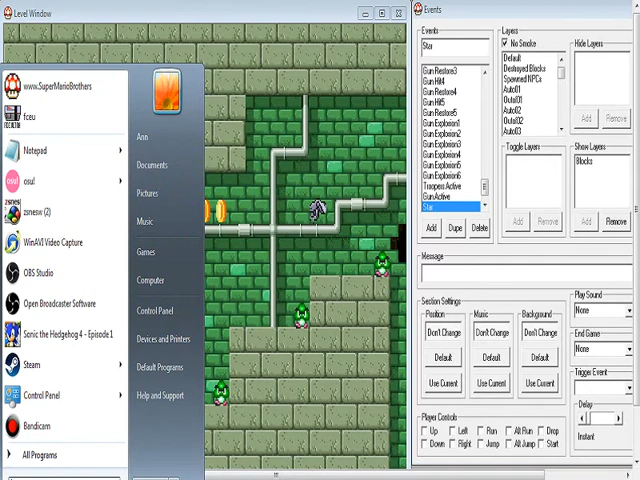 Level Window
www.SuperMarioBrothers
fceu
Notepad
osu!
zsnesw (2)
WinAVI Video Capture
OBS Studio
Open Broadcaster Software
Sonic the Hedgehog 4 - Episode 1
Steam
Control Panel
Bandicam
All Programs
Ann
Documents
Pictures
Music
Games
Computer
Control Panel
Devices and Printers
Default Programs
Help and Support
Events
Events
Star
Gun Restore3
Gun Hit4
Gun Restore4
Gun Hit5
Gun Restore5
Gun Explosion1
Gun Explosion2
Gun Explosion3
Gun Explosion4
Gun Explosion5
Gun Explosion6
Troopers Active
Gun Active
Star
Add
Dupe
Delete
Layers
No Smoke
Default
Destroyed Blocks
Spawned NPCs
Auto01
Outof01
Auto02
Outof02
Auto03
Hide Layers
Add
Remove
Toggle Layers
Add
Remove
Show Layers
Blocks
Add
Remove
Message
Section Settings
Position
Don't Change
Default
Use Current
Music
Don't Change
Default
Use Current
Background
Don't Change
Default
Use Current
Play Sound
None
End Game
None
Trigger Event
Delay
Instant
Player Controls
Up
Left
Run
Alt Run
Drop
Down
Right
Jump
Alt Jump
Start